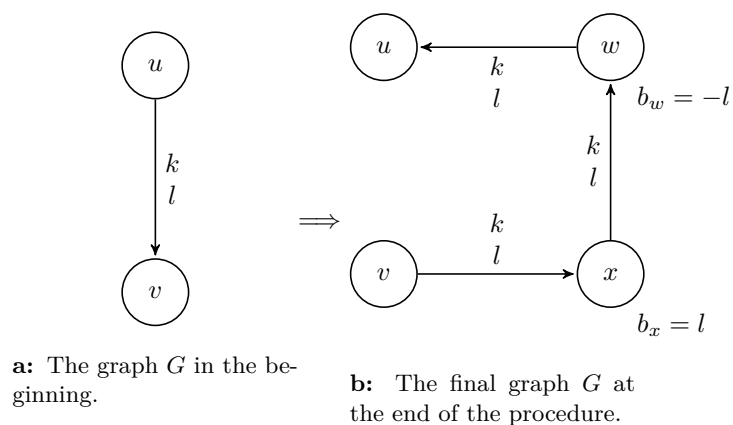 u
k
l
v
⟹
u
w
k
l
b_w = −l
k
l
k
l
v
x
b_x = l
a: The graph G in the be-
ginning.
b: The final graph G at
the end of the procedure.